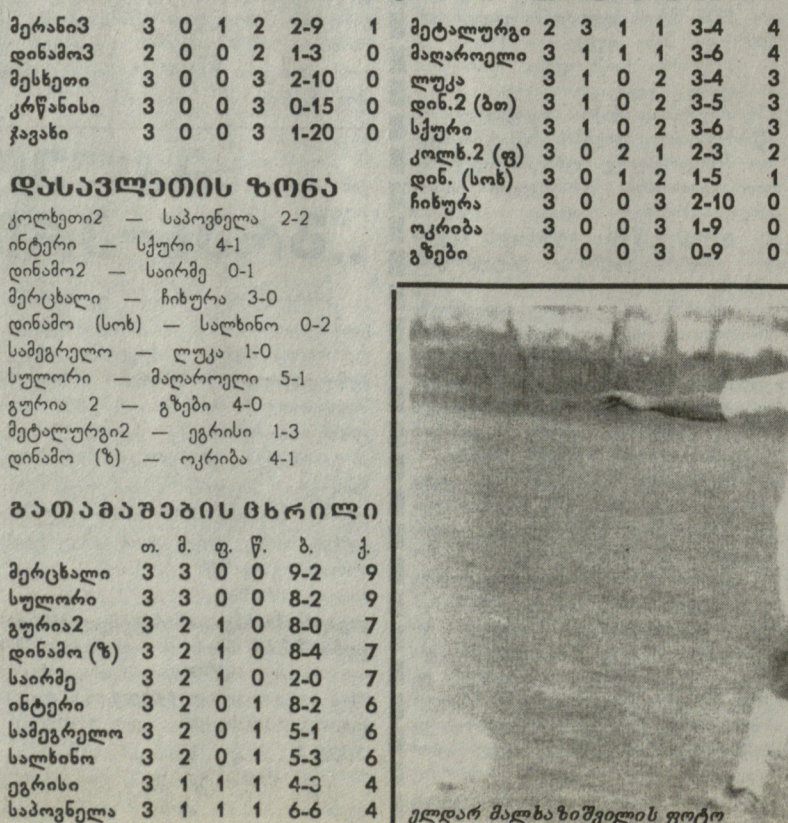 მერანი3 3 0 1 2 2-9 1
დინამო3 2 0 0 2 1-3 0
მესხეთი 3 0 0 3 2-10 0
კრწანისი 3 0 0 3 0-15 0
ჯავახი 3 0 0 3 1-20 0
ᲓᲐᲡᲐᲕᲚᲔᲗᲘᲡ ᲖᲝᲜᲐ
კოლხეთი2 — საპოვნელა 2-2
ინტერი — სქური 4-1
დინამო2 — საირმე 0-1
მერცხალი — ჩიხურა 3-0
დინამო (სოხ) — სალხინო 0-2
სამეგრელო — ლუკა 1-0
სულორი — მაღაროელი 5-1
გურია 2 — გზები 4-0
მეტალურგი2 — ეგრისი 1-3
დინამო (ზ) — ოკრიბა 4-1
ᲒᲐᲗᲐᲛᲐᲨᲔᲑᲘᲡ ᲪᲮᲠᲘᲚᲘ
თ. მ. ფ. წ. ბ. ქ.
მერცხალი 3 3 0 0 9-2 9
სულორი 3 3 0 0 8-2 9
გურია2 3 2 1 0 8-0 7
დინამო (ზ) 3 2 1 0 8-4 7
საირმე 3 2 1 0 2-0 7
ინტერი 3 2 0 1 8-2 6
სამეგრელო 3 2 0 1 5-1 6
სალხინო 3 2 0 1 5-3 6
ეგრისი 3 1 1 1 4-3 4
საპოვნელა 3 1 1 1 6-6 4
მეტალურგი 2 3 1 1 3-4 4
მაღაროელი 3 1 1 1 3-6 4
ლუკა 3 1 0 2 3-4 3
დინ.2 (ბთ) 3 1 0 2 3-5 3
სქური 3 1 0 2 3-6 3
კოლხ.2 (ფ) 3 0 2 1 2-3 2
დინ. (სოხ) 3 0 1 2 1-5 1
ჩიხურა 3 0 0 3 2-10 0
ოკრიბა 3 0 0 3 1-9 0
გზები 3 0 0 3 0-9 0
ელდარ მალხაზიშვილის ფოტო